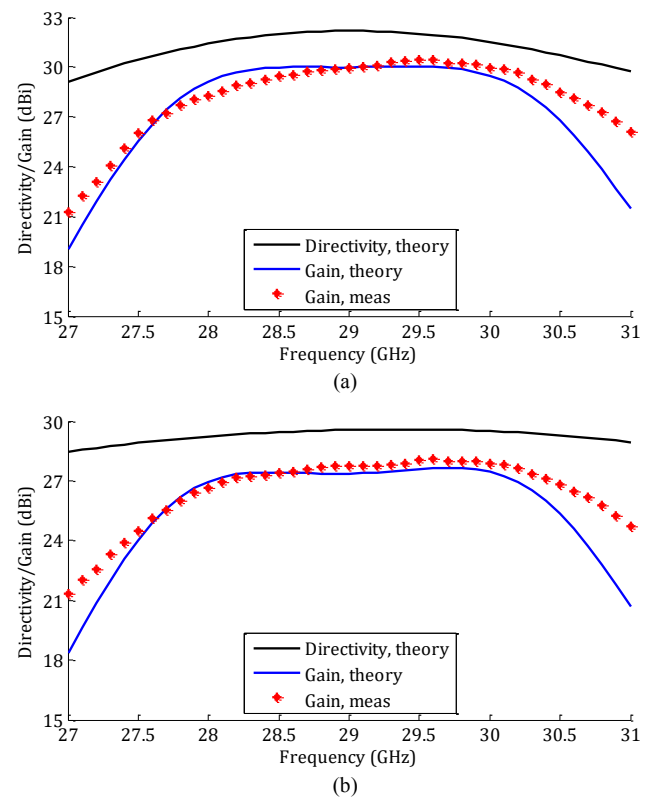 33
30
27
24
21
18
15
Directivity/Gain (dBi)
Directivity, theory
Gain, theory
Gain, meas
27 27.5 28 28.5 29 29.5 30 30.5 31
Frequency (GHz)
(a)
30
27
24
21
18
15
Directivity/Gain (dBi)
Directivity, theory
Gain, theory
Gain, meas
27 27.5 28 28.5 29 29.5 30 30.5 31
Frequency (GHz)
(b)